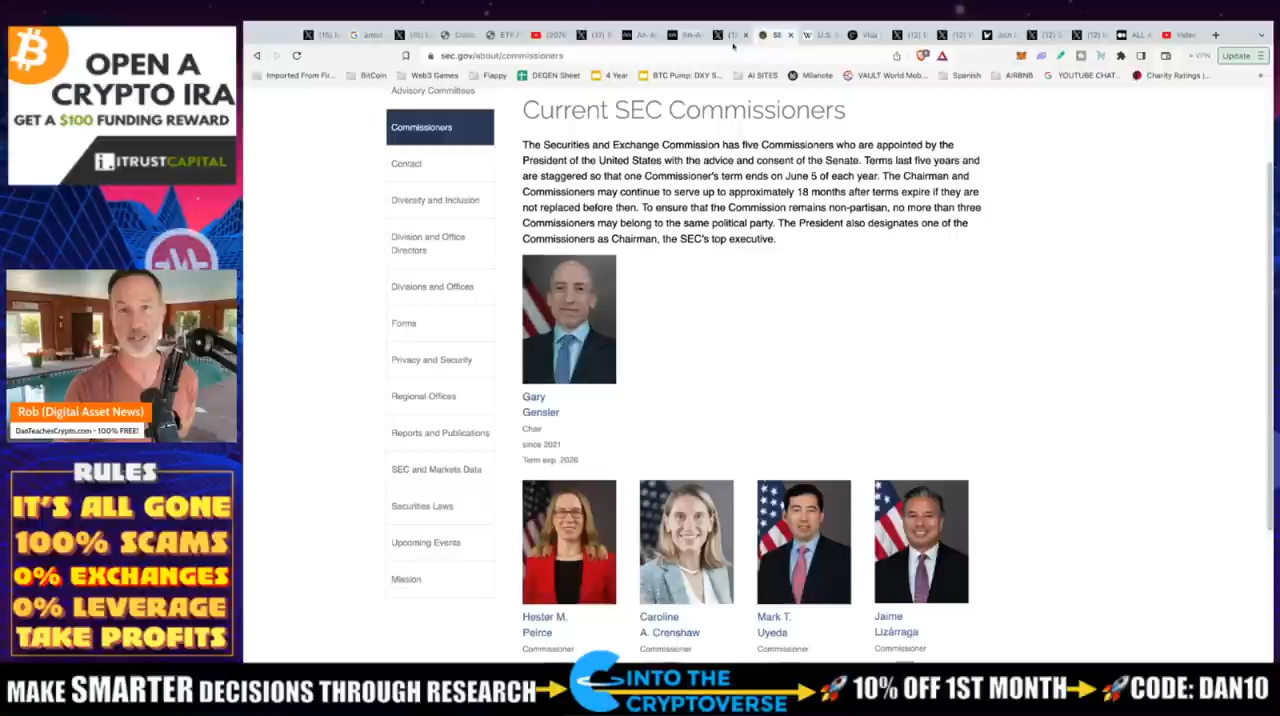 OPEN A
CRYPTO IRA
GET A $100 FUNDING REWARD
ITRUSTCAPITAL
Rob (Digital Asset News)
DanTeachesCrypto.com - 100% FREE!
RULES
IT'S ALL GONE
100% SCAMS
0% EXCHANGES
0% LEVERAGE
TAKE PROFITS
sec.gov/about/commissioners
VPN
Update
Imported From Fir...
BitCoin
Web3 Games
Flappy
DEGEN Sheet
4 Year
BTC Pump: DXY S...
AI SITES
Milanote
VAULT World Mob...
Spanish
AIRBNB
YOUTUBE CHAT...
Charity Ratings |...
Advisory Committees
Commissioners
Contact
Diversity and Inclusion
Division and Office
Directors
Divisions and Offices
Forms
Privacy and Security
Regional Offices
Reports and Publications
SEC and Markets Data
Securities Laws
Upcoming Events
Mission
Current SEC Commissioners
The Securities and Exchange Commission has five Commissioners who are appointed by the
President of the United States with the advice and consent of the Senate. Terms last five years and
are staggered so that one Commissioner's term ends on June 5 of each year. The Chairman and
Commissioners may continue to serve up to approximately 18 months after terms expire if they are
not replaced before then. To ensure that the Commission remains non-partisan, no more than three
Commissioners may belong to the same political party. The President also designates one of the
Commissioners as Chairman, the SEC's top executive.
Gary
Gensler
Chair
since 2021
Term exp. 2026
Hester M.
Peirce
Commissioner
Caroline
A. Crenshaw
Commissioner
Mark T.
Uyeda
Commissioner
Jaime
Lizárraga
Commissioner
MAKE SMARTER DECISIONS THROUGH RESEARCH
INTO THE
CRYPTOVERSE
10% OFF 1ST MONTH
CODE: DAN10